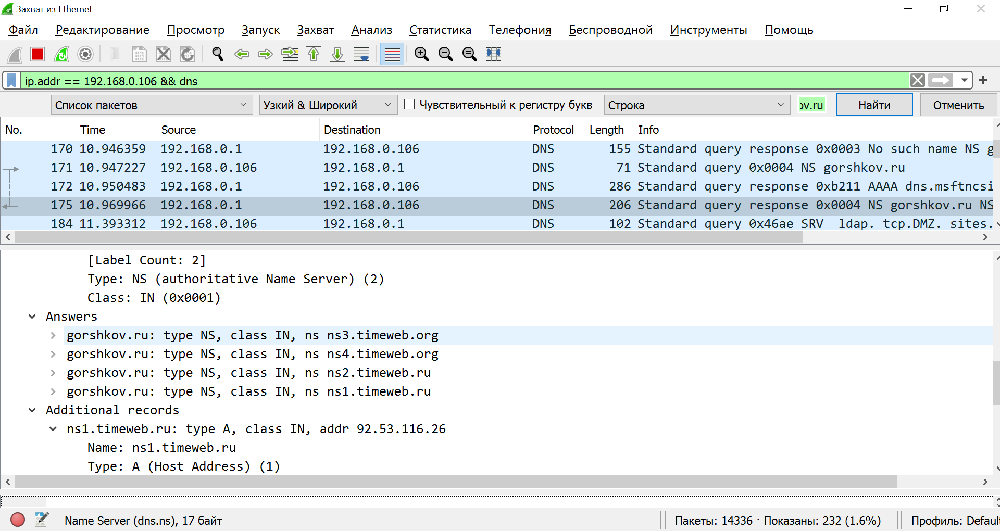 Захват из Ethernet
Файл Редактирование Просмотр Запуск Захват Анализ Статистика Телефония Беспроводной Инструменты Помощь
ip.addr == 192.168.0.106 && dns
Список пакетов Узкий & Широкий Чувствительный к регистру букв Строка ov.ru Найти Отменить
No. Time Source Destination Protocol Length Info
170 10.946359 192.168.0.1 192.168.0.106 DNS 155 Standard query response 0x0003 No such name NS g
171 10.947227 192.168.0.106 192.168.0.1 DNS 71 Standard query 0x0004 NS gorshkov.ru
172 10.950483 192.168.0.1 192.168.0.106 DNS 286 Standard query response 0xb211 AAAA dns.msftncsi
175 10.969966 192.168.0.1 192.168.0.106 DNS 206 Standard query response 0x0004 NS gorshkov.ru NS
184 11.393312 192.168.0.106 192.168.0.1 DNS 102 Standard query 0x46ae SRV _ldap._tcp.DMZ._sites.
[Label Count: 2]
Type: NS (authoritative Name Server) (2)
Class: IN (0x0001)
Answers
gorshkov.ru: type NS, class IN, ns ns3.timeweb.org
gorshkov.ru: type NS, class IN, ns ns4.timeweb.org
gorshkov.ru: type NS, class IN, ns ns2.timeweb.ru
gorshkov.ru: type NS, class IN, ns ns1.timeweb.ru
Additional records
ns1.timeweb.ru: type A, class IN, addr 92.53.116.26
Name: ns1.timeweb.ru
Type: A (Host Address) (1)
Name Server (dns.ns), 17 байт Пакеты: 14336 · Показаны: 232 (1.6%) Профиль: Default